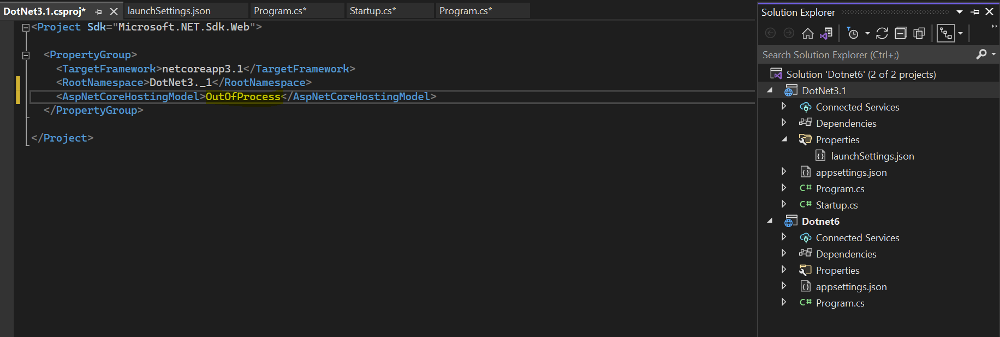 DotNet3.1.csproj*
launchSettings.json
Program.cs*
Startup.cs*
Program.cs*
<Project Sdk="Microsoft.NET.Sdk.Web">
<PropertyGroup>
<TargetFramework>netcoreapp3.1</TargetFramework>
<RootNamespace>DotNet3._1</RootNamespace>
<AspNetCoreHostingModel>OutOfProcess</AspNetCoreHostingModel>
</PropertyGroup>
</Project>
Solution Explorer
Search Solution Explorer (Ctrl+;)
Solution 'Dotnet6' (2 of 2 projects)
DotNet3.1
Connected Services
Dependencies
Properties
launchSettings.json
appsettings.json
C# Program.cs
C# Startup.cs
Dotnet6
Connected Services
Dependencies
Properties
appsettings.json
C# Program.cs